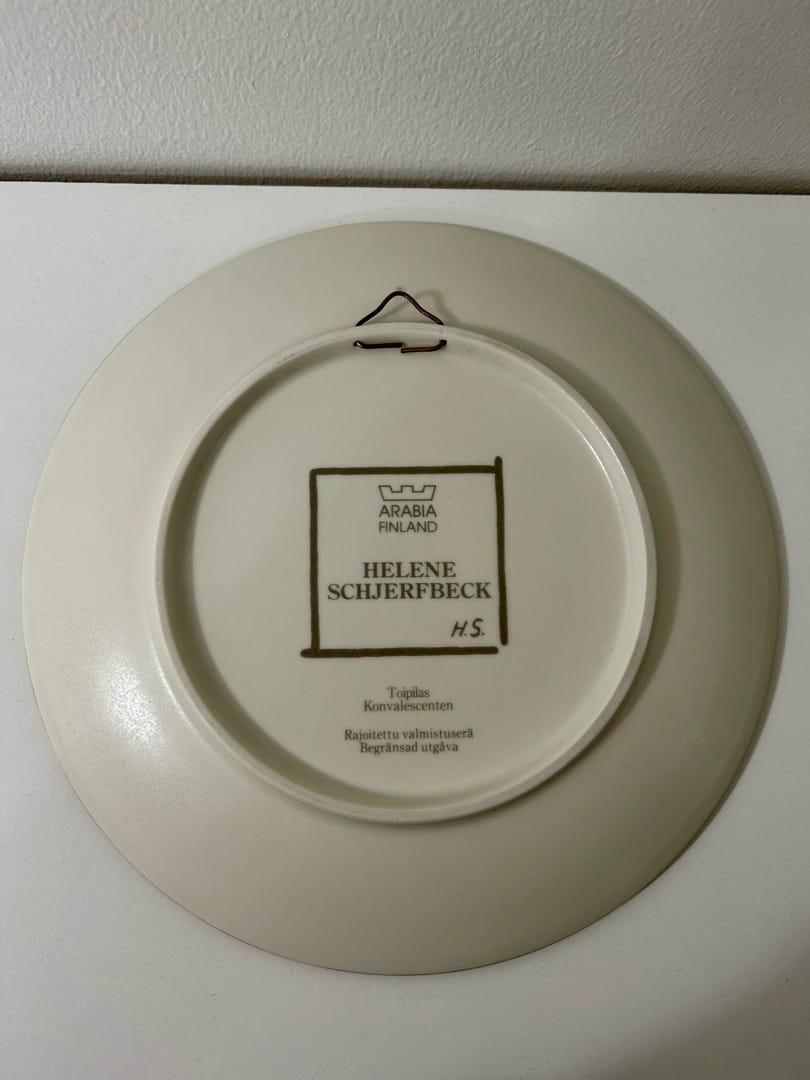 ARABIA
FINLAND
HELENE
SCHJERFBECK
H.S.
Toipilas
Konvalescenten
Rajoitettu valmistuserä
Begränsad utgåva